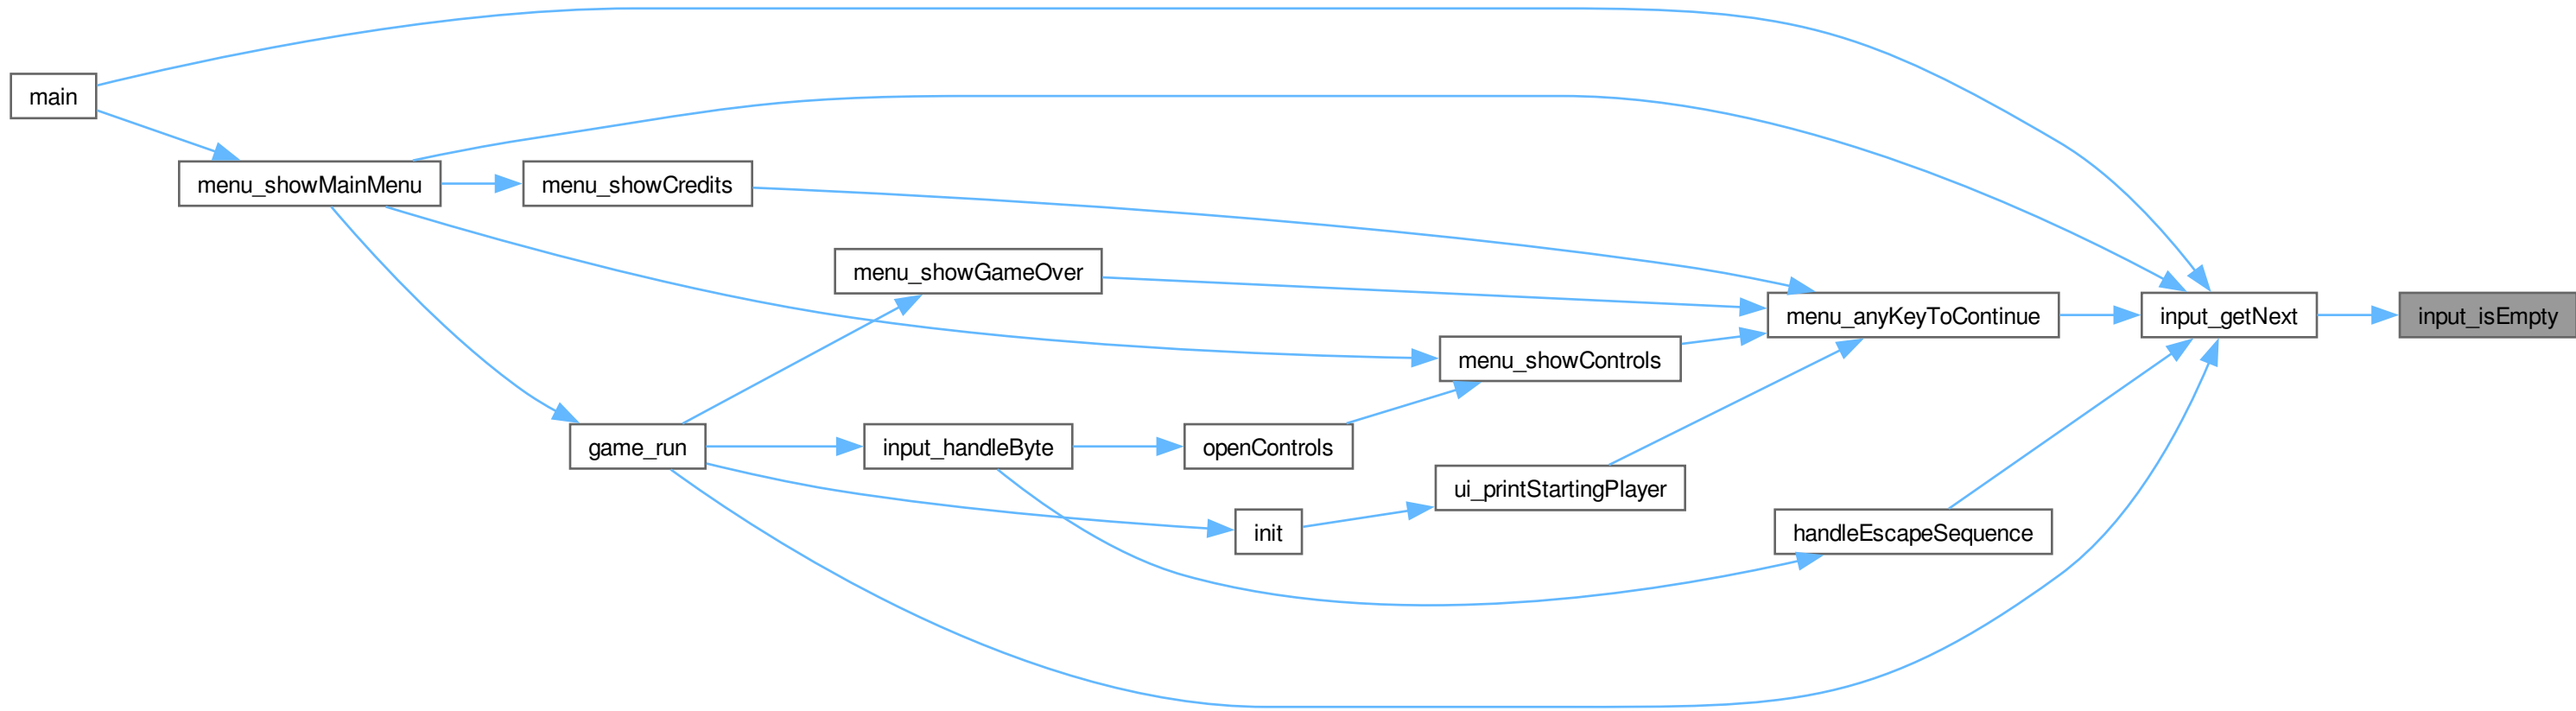 main
menu_showMainMenu
menu_showCredits
menu_showGameOver
menu_anyKeyToContinue
input_getNext
input_isEmpty
menu_showControls
game_run
input_handleByte
openControls
ui_printStartingPlayer
init
handleEscapeSequence